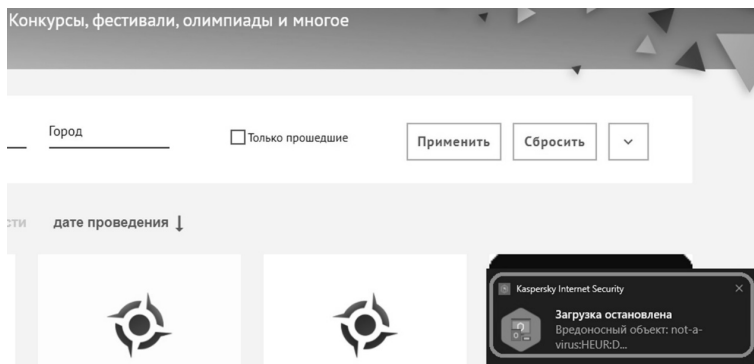 Конкурсы, фестивали, олимпиады и многое
Город
Только прошедшие
Применить
Сбросить
сти
дате проведения ↓
Kaspersky Internet Security
Загрузка остановлена
Вредоносный объект: not-a-
virus:HEUR:D...